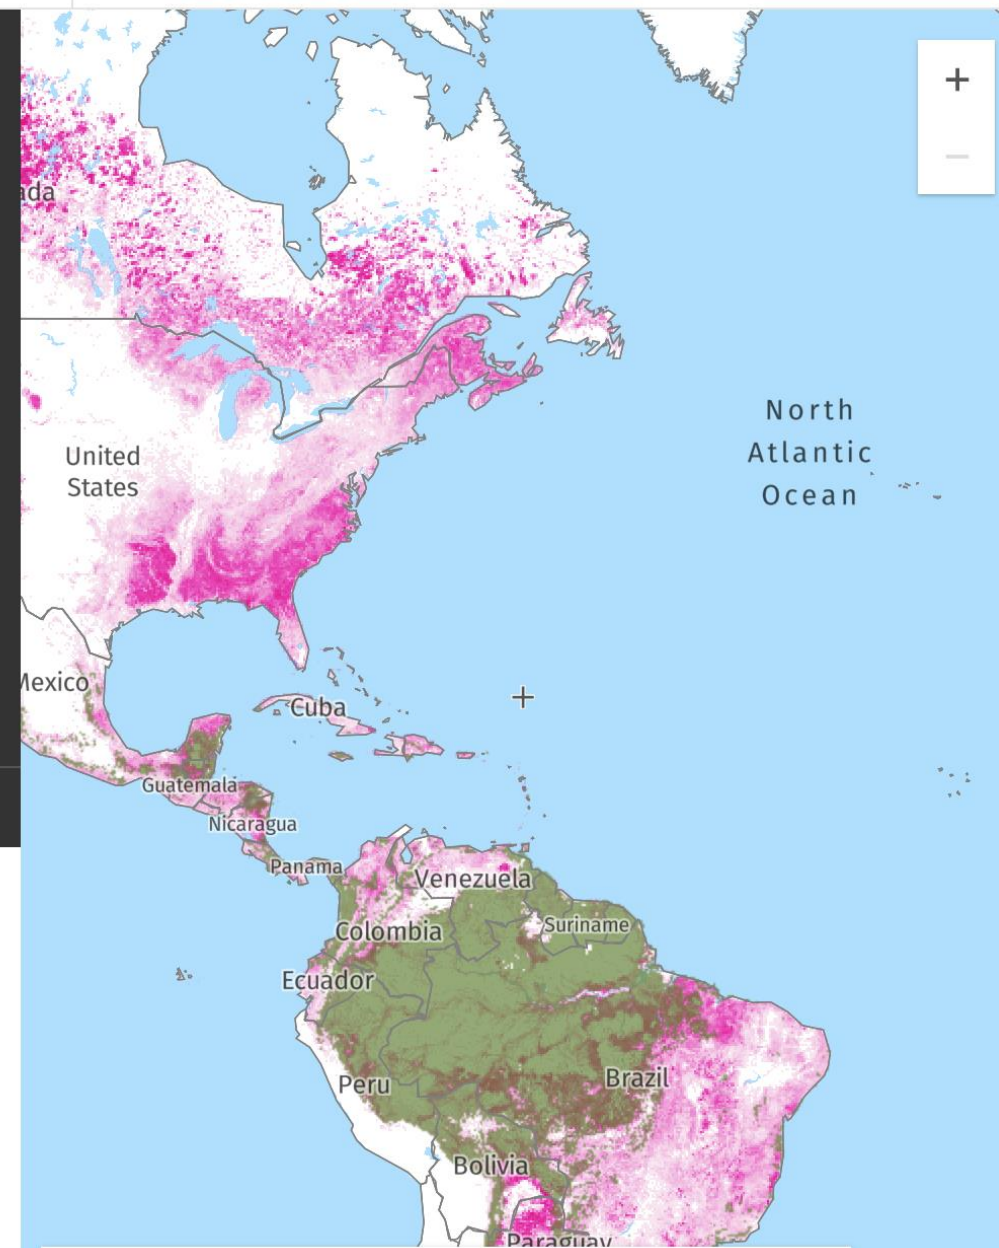 +
−
ada
United
States
North
Atlantic
Ocean
Mexico
Cuba
Guatemala
Nicaragua
Panama
Venezuela
Colombia
Suriname
Ecuador
Peru
Brazil
Bolivia
Paraguay